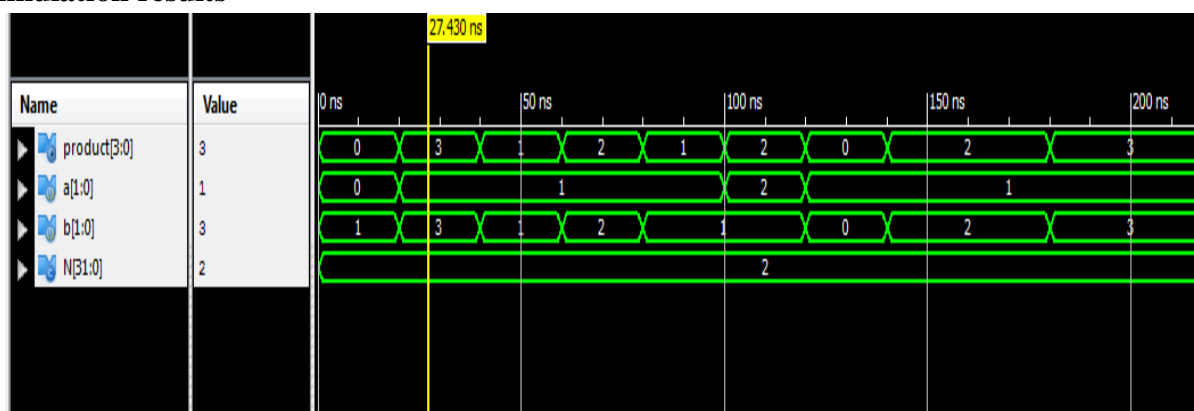 27.430 ns
Name Value 0 ns 50 ns 100 ns 150 ns 200 ns
product[3:0] 3 0 3 1 2 1 2 0 2 3
a[1:0] 1 0 1 2 1
b[1:0] 3 1 3 1 2 1 0 2 3
N[31:0] 2 2